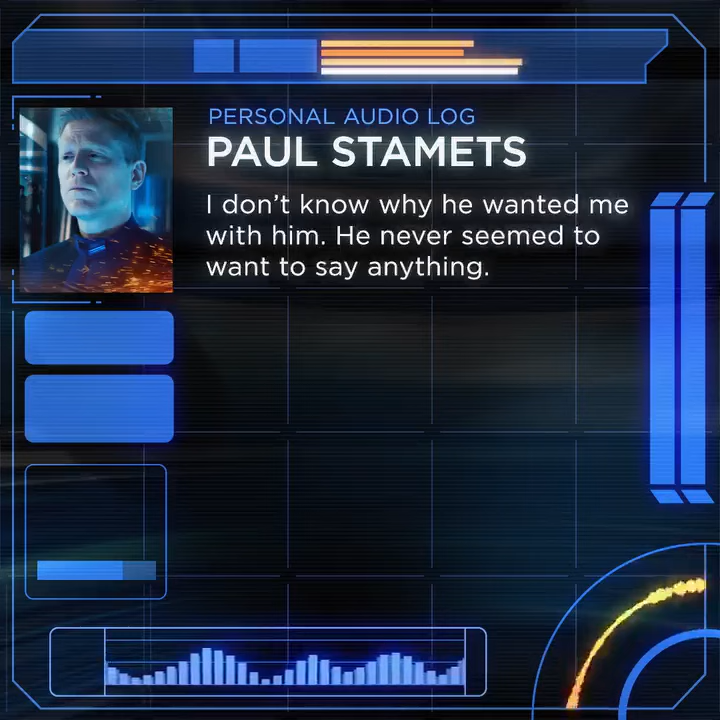 PERSONAL AUDIO LOG
PAUL STAMETS
I don’t know why he wanted me
with him. He never seemed to
want to say anything.